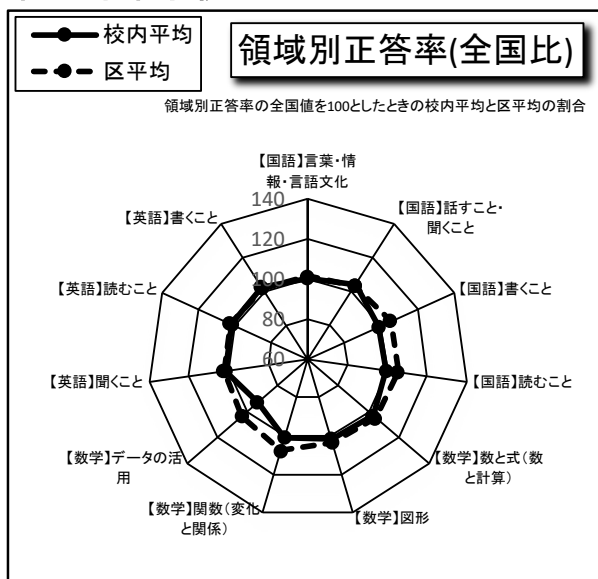 校内平均
区平均
領域別正答率(全国比)
領域別正答率の全国値を100としたときの校内平均と区平均の割合
【国語】言葉・情
報・言語文化
【国語】話すこと・
聞くこと
【国語】書くこと
【国語】読むこと
【数学】数と式(数
と計算)
【数学】図形
【数学】関数(変化
と関係)
【数学】データの活
用
【英語】聞くこと
【英語】読むこと
【英語】書くこと
140
120
100
80
60